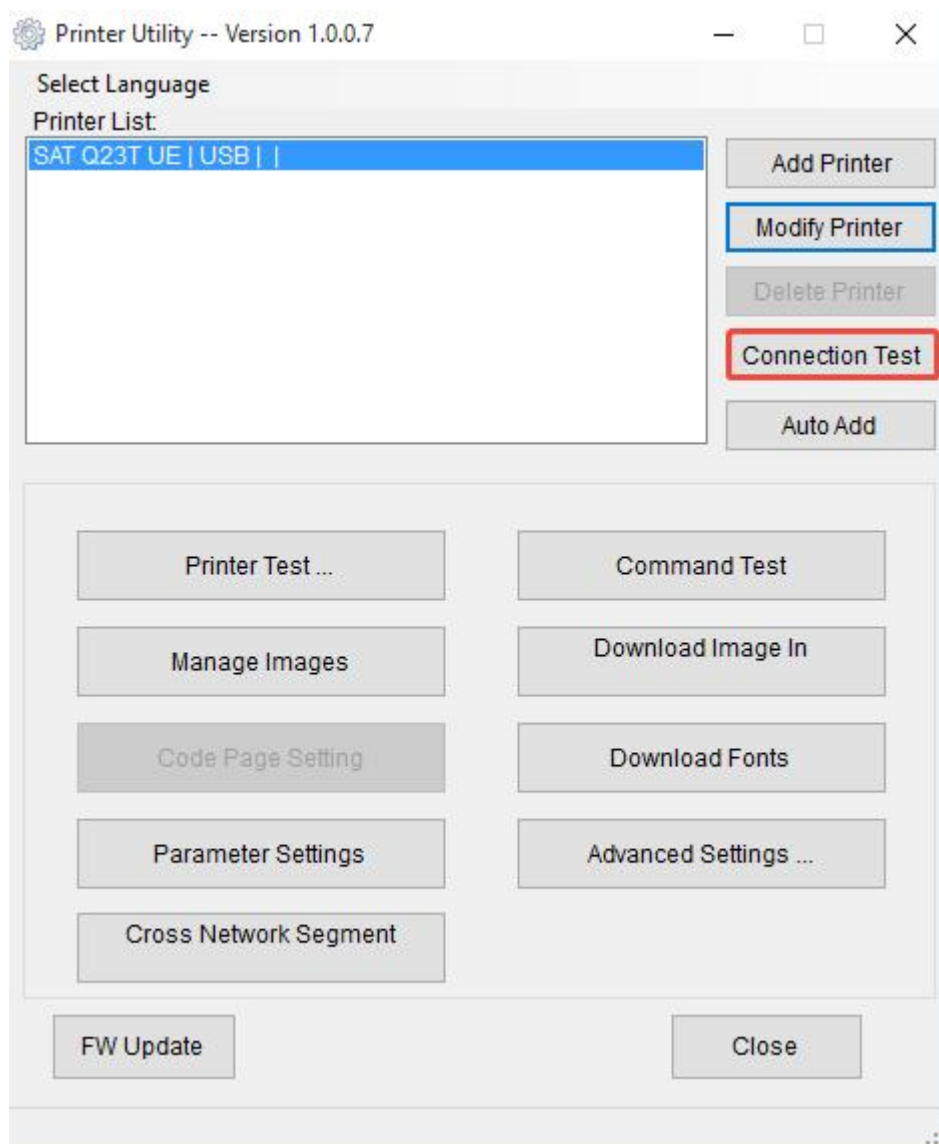 Printer Utility -- Version 1.0.0.7
Select Language
Printer List:
SAT Q23T UE | USB | |
Add Printer
Modify Printer
Delete Printer
Connection Test
Auto Add
Printer Test ...
Command Test
Manage Images
Download Image In
Code Page Setting
Download Fonts
Parameter Settings
Advanced Settings ...
Cross Network Segment
FW Update
Close